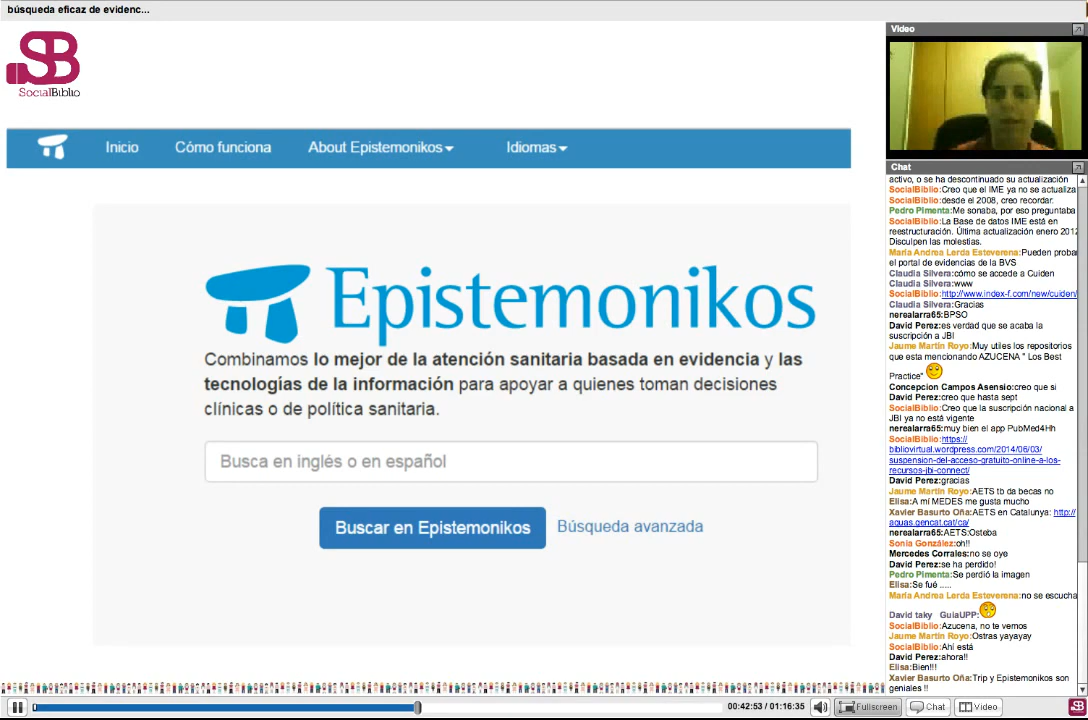 búsqueda eficaz de evidenc...
SB
SocialBiblio
Inicio Cómo funciona About Epistemonikos Idiomas
Epistemonikos
Combinamos lo mejor de la atención sanitaria basada en evidencia y las
tecnologías de la información para apoyar a quienes toman decisiones
clínicas o de política sanitaria.
Busca en inglés o en español
Buscar en Epistemonikos Búsqueda avanzada
Video
Chat
activo, o se ha descontinuado su actualización
SocialBiblio:Creo que el IME ya no se actualiza
SocialBiblio:desde el 2008, creo recordar.
Pedro Pimenta:Me sonaba, por eso preguntaba
SocialBiblio:La Base de datos IME está en
reestructuración. Última actualización enero 2012
Disculpen las molestias.
María Andrea Lerda Esteverena:Pueden proba
el portal de evidencias de la BVS
Claudia Silvera:cómo se accede a Cuiden
Claudia Silvera:www
SocialBiblio:http://www.index-f.com/new/cuiden/
Claudia Silvera:Gracias
nerealarra65:BPSO
David Perez:es verdad que se acaba la
suscripción a JBI
Jaume Martin Royo:Muy utiles los repositorios
que esta mencionando AZUCENA " Los Best
Practice"
Concepcion Campos Asensio:creo que si
David Perez:creo que hasta sept
SocialBiblio:Creo que la suscripción nacional a
JBI ya no está vigente
nerealarra65:muy bien el app PubMed4Hh
SocialBiblio:https://
bibliovirtual.wordpress.com/2014/06/03/
suspension-del-acceso-gratuito-online-a-los-
recursos-jbi-connect/
David Perez:gracias
Jaume Martin Royo:AETS tb da becas no
Elisa:A mí MEDES me gusta mucho
Xavier Basurto Oña:AETS en Catalunya: http://
aquas.gencat.cat/ca/
nerealarra65:AETS:Osteba
Sonia González:oh!!
Mercedes Corrales:no se oye
David Perez:se ha perdido!
Pedro Pimenta:Se perdió la imagen
Elisa:Se fué .....
María Andrea Lerda Esteverena:no se escucha
David taky GuiaUPP:
SocialBiblio:Azucena, no te vemos
Jaume Martin Royo:Ostras yayayay
SocialBiblio:Ahí está
David Perez:ahora!!
Elisa:Bien!!!
Xavier Basurto Oña:Trip y Epistemonikos son
geniales !!
00:42:53 / 01:16:35 Fullscreen Chat Video SB